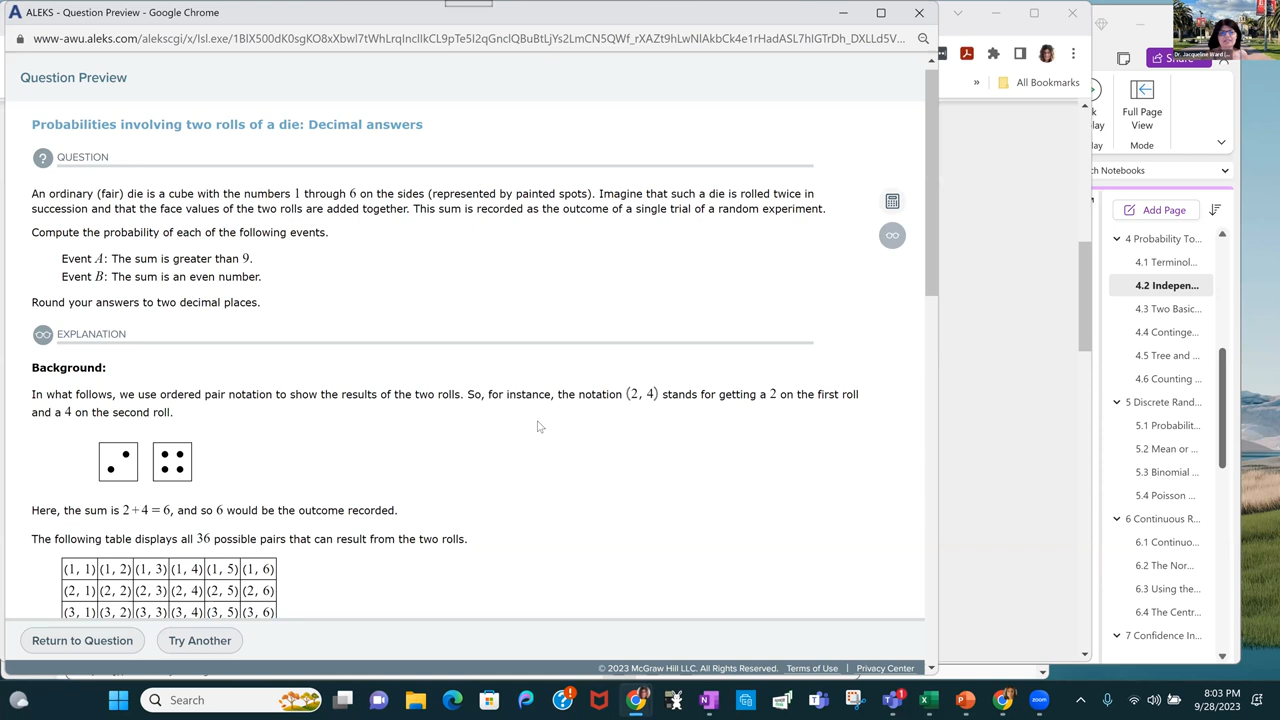 ALEKS - Question Preview - Google Chrome
Question Preview
Probabilities involving two rolls of a die: Decimal answers
? QUESTION
An ordinary (fair) die is a cube with the numbers 1 through 6 on the sides (represented by painted spots). Imagine that such a die is rolled twice in
succession and that the face values of the two rolls are added together. This sum is recorded as the outcome of a single trial of a random experiment.
Compute the probability of each of the following events.
Event A: The sum is greater than 9.
Event B: The sum is an even number.
Round your answers to two decimal places.
EXPLANATION
Background:
In what follows, we use ordered pair notation to show the results of the two rolls. So, for instance, the notation (2, 4) stands for getting a 2 on the first roll
and a 4 on the second roll.
Here, the sum is 2+4=6, and so 6 would be the outcome recorded.
The following table displays all 36 possible pairs that can result from the two rolls.
(1, 1) (1, 2) (1, 3) (1, 4) (1, 5) (1, 6)
(2, 1) (2, 2) (2, 3) (2, 4) (2, 5) (2, 6)
(3, 1) (3, 2) (3, 3) (3, 4) (3, 5) (3, 6)
Return to Question
Try Another
© 2023 McGraw Hill LLC. All Rights Reserved. Terms of Use | Privacy Center
» All Bookmarks
Dr. Jacqueline Ward
Share
Full Page
View
Mode
ch Notebooks
Add Page
4 Probability To...
4.1 Terminol...
4.2 Indepen...
4.3 Two Basic...
4.4 Continge...
4.5 Tree and ...
4.6 Counting ...
5 Discrete Rand...
5.1 Probabilit...
5.2 Mean or ...
5.3 Binomial ...
5.4 Poisson ...
6 Continuous R...
6.1 Continuo...
6.2 The Nor...
6.3 Using the...
6.4 The Centr...
7 Confidence In...
Search
8:03 PM
9/28/2023